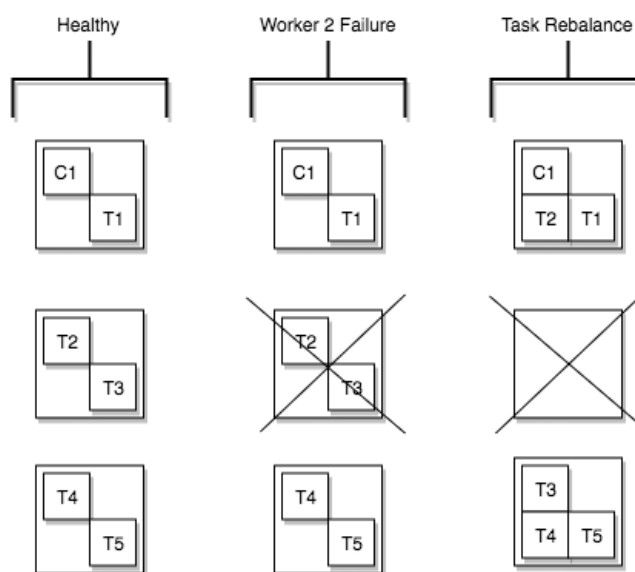 Healthy
Worker 2 Failure
Task Rebalance
C1
T1
C1
T1
C1
T2
T1
T2
T3
T2
T3
T4
T5
T4
T5
T3
T4
T5